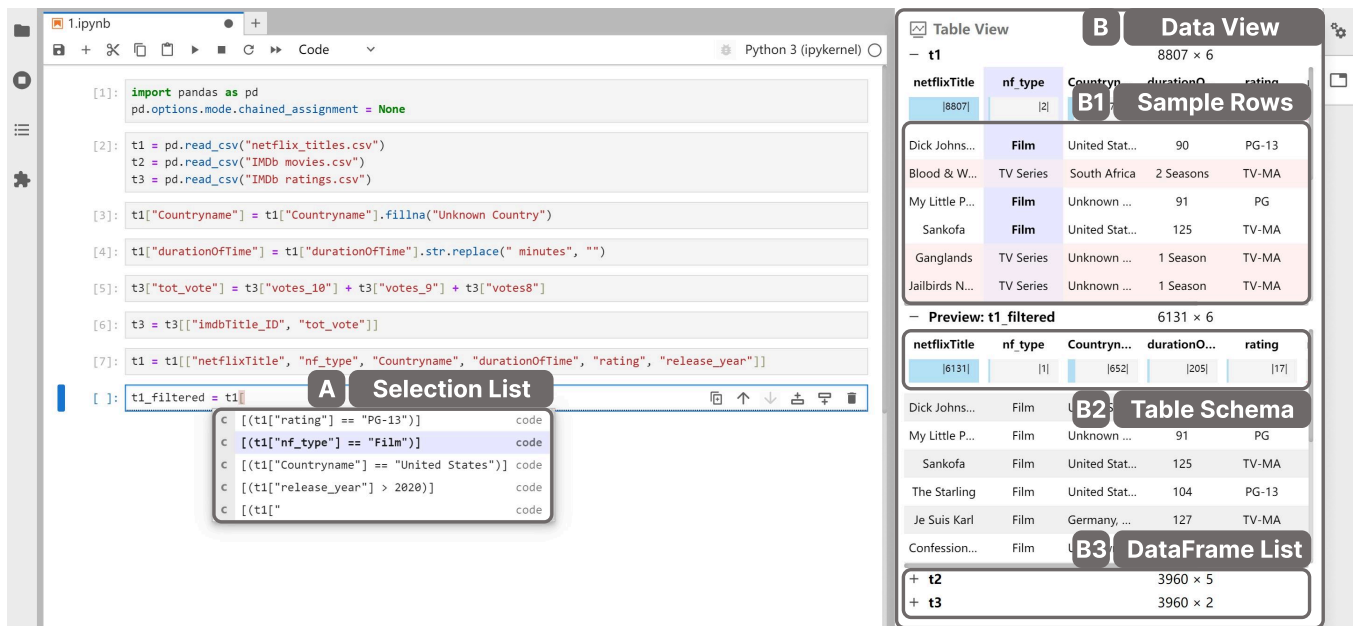 1.ipynb
Code
Python 3 (ipykernel)
[1]: import pandas as pd
pd.options.mode.chained_assignment = None
[2]: t1 = pd.read_csv("netflix_titles.csv")
t2 = pd.read_csv("IMDb movies.csv")
t3 = pd.read_csv("IMDb ratings.csv")
[3]: t1["Countryname"] = t1["Countryname"].fillna("Unknown Country")
[4]: t1["durationOfTime"] = t1["durationOfTime"].str.replace(" minutes", "")
[5]: t3["tot_vote"] = t3["votes_10"] + t3["votes_9"] + t3["votes8"]
[6]: t3 = t3[["imdbTitle_ID", "tot_vote"]]
[7]: t1 = t1[["netflixTitle", "nf_type", "Countryname", "durationOfTime", "rating", "release_year"]]
A Selection List
[ ]: t1_filtered = t1[
c [(t1["rating"] == "PG-13")] code
c [(t1["nf_type"] == "Film")] code
c [(t1["Countryname"] == "United States")] code
c [(t1["release_year"] > 2020)] code
c [(t1[" code
Table View
B Data View
t1 8807 × 6
netflixTitle nf_type rating
|8807| |2|
B1 Sample Rows
Dick Johns... Film United Stat... 90 PG-13
Blood & W... TV Series South Africa 2 Seasons TV-MA
My Little P... Film Unknown ... 91 PG
Sankofa Film United Stat... 125 TV-MA
Ganglands TV Series Unknown ... 1 Season TV-MA
Jailbirds N... TV Series Unknown ... 1 Season TV-MA
Preview: t1_filtered 6131 × 6
netflixTitle nf_type Countryn... durationO... rating
|6131| |1| |652| |205| |17|
B2 Table Schema
Dick Johns... Film
My Little P... Film Unknown ... 91 PG
Sankofa Film United Stat... 125 TV-MA
The Starling Film United Stat... 104 PG-13
Je Suis Karl Film Germany, ... 127 TV-MA
Confession... Film
B3 DataFrame List
t2 3960 × 5
t3 3960 × 2